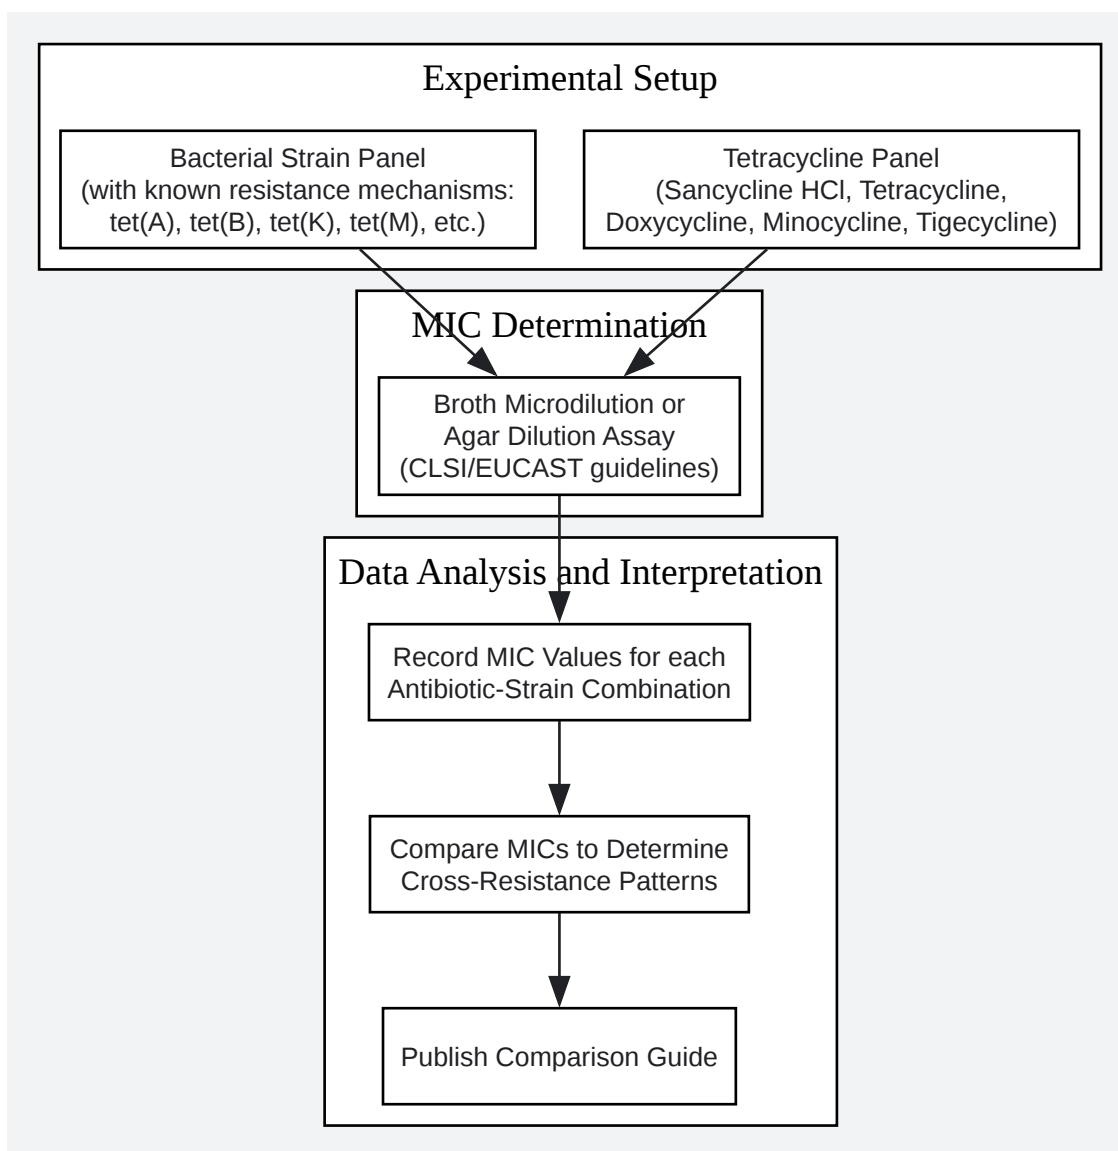 Experimental Setup
Bacterial Strain Panel
(with known resistance mechanisms:
tet(A), tet(B), tet(K), tet(M), etc.)
Tetracycline Panel
(Sancycline HCl, Tetracycline,
Doxycycline, Minocycline, Tigecycline)
MIC Determination
Broth Microdilution or
Agar Dilution Assay
(CLSI/EUCAST guidelines)
Data Analysis and Interpretation
Record MIC Values for each
Antibiotic-Strain Combination
Compare MICs to Determine
Cross-Resistance Patterns
Publish Comparison Guide